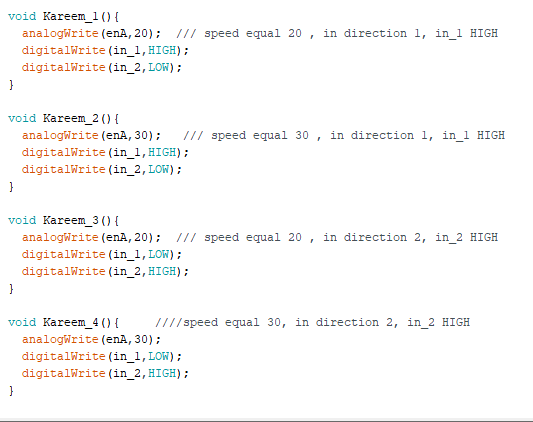 void Kareem_1(){
analogWrite(enA,20);  /// speed equal 20 , in direction 1, in_1 HIGH
digitalWrite(in_1,HIGH);
digitalWrite(in_2,LOW);
}
void Kareem_2(){
analogWrite(enA,30);   /// speed equal 30 , in direction 1, in_1 HIGH
digitalWrite(in_1,HIGH);
digitalWrite(in_2,LOW);
}
void Kareem_3(){
analogWrite(enA,20);  /// speed equal 20 , in direction 2, in_2 HIGH
digitalWrite(in_1,LOW);
digitalWrite(in_2,HIGH);
}
void Kareem_4(){     ////speed equal 30, in direction 2, in_2 HIGH
analogWrite(enA,30);
digitalWrite(in_1,LOW);
digitalWrite(in_2,HIGH);
}